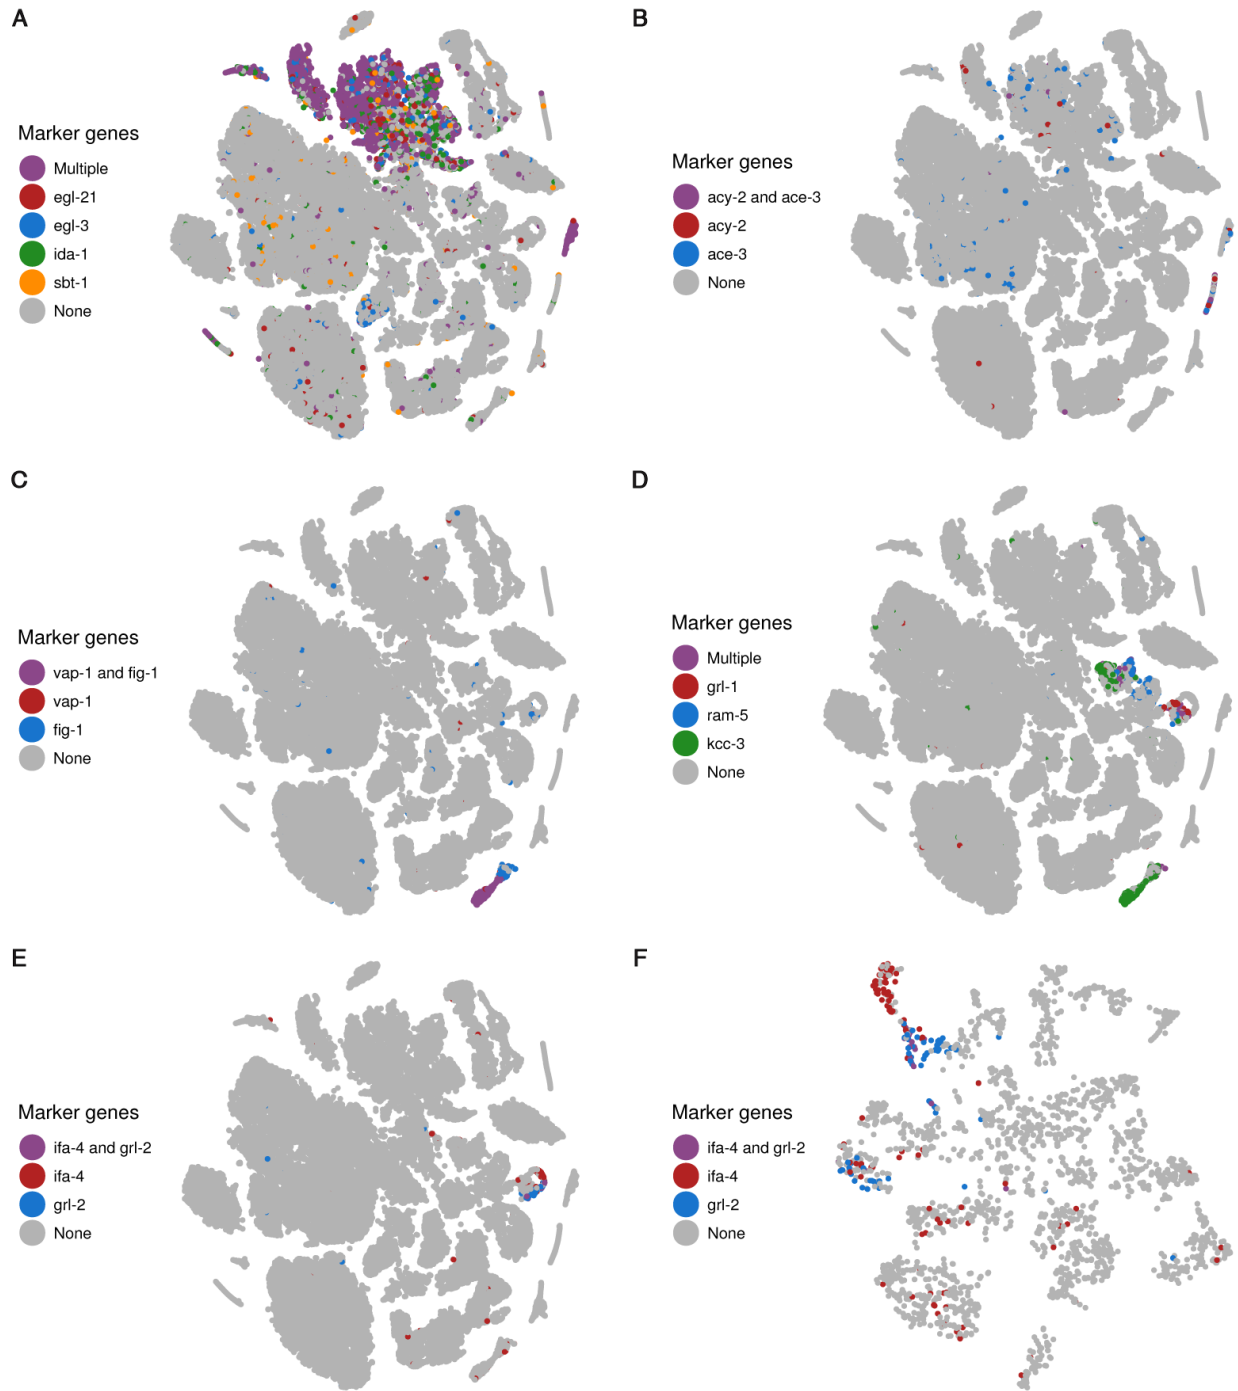 A
Marker genes
Multiple
egl-21
egl-3
ida-1
sbt-1
None
B
Marker genes
acy-2 and ace-3
acy-2
ace-3
None
C
Marker genes
vap-1 and fig-1
vap-1
fig-1
None
D
Marker genes
Multiple
grl-1
ram-5
kcc-3
None
E
Marker genes
ifa-4 and grl-2
ifa-4
grl-2
None
F
Marker genes
ifa-4 and grl-2
ifa-4
grl-2
None